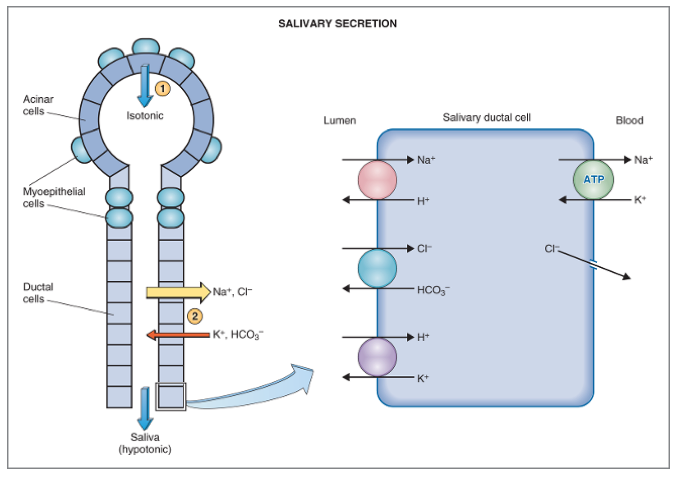 SALIVARY SECRETION
1
Acinar
cells
Isotonic
Myoepithelial
cells
Ductal
cells
Na⁺, Cl⁻
2
K⁺, HCO₃⁻
Saliva
(hypotonic)
Lumen
Salivary ductal cell
Blood
Na⁺
H⁺
Cl⁻
HCO₃⁻
H⁺
K⁺
ATP
Na⁺
K⁺
Cl⁻